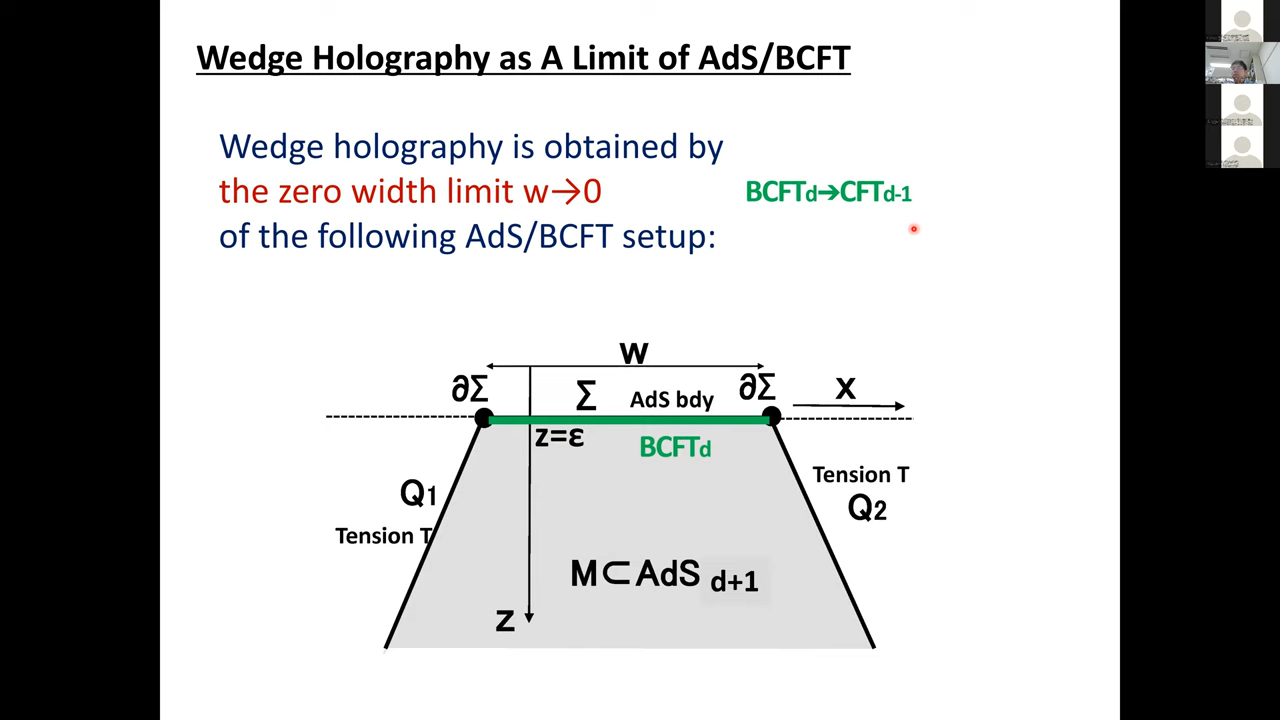 Wedge Holography as A Limit of AdS/BCFT
Wedge holography is obtained by
the zero width limit w→0
BCFTd➔CFTd-1
of the following AdS/BCFT setup:
w
∂Σ
Σ
AdS bdy
∂Σ
x
z=ε
BCFTd
Q1
Tension T
Tension T
Q2
M⊂AdS d+1
z